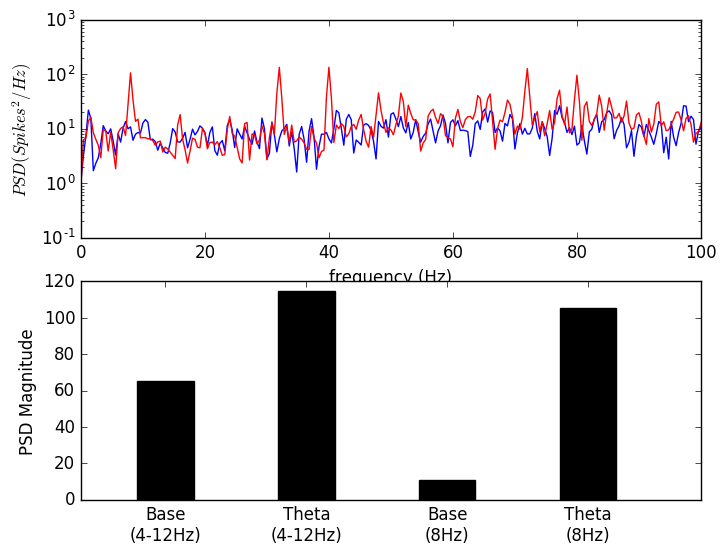 10³
10²
10¹
10⁰
10⁻¹
PSD(Spikes²/Hz)
0 20 40 60 80 100
frequency (Hz)
120
100
80
60
40
20
0
PSD Magnitude
Base Theta Base Theta
(4-12Hz) (4-12Hz) (8Hz) (8Hz)